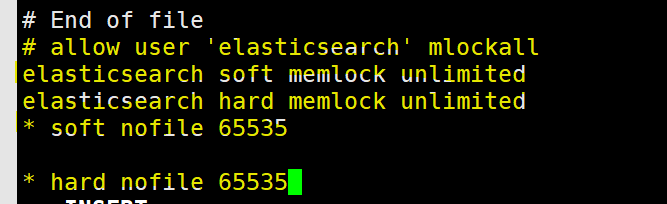 # End of file
# allow user 'elasticsearch' mlockall
elasticsearch soft memlock unlimited
elasticsearch hard memlock unlimited
* soft nofile 65535
* hard nofile 65535
INSERT